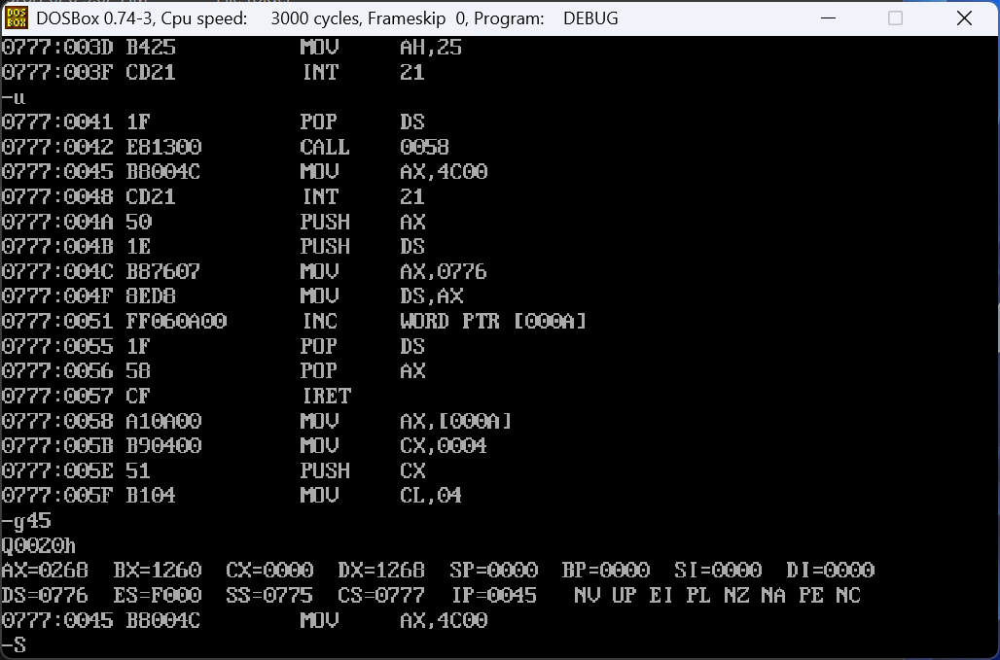 DOS BOX DOSBox 0.74-3, Cpu speed: 3000 cycles, Frameskip 0, Program: DEBUG
0777:003D B425 MOV AH,25
0777:003F CD21 INT 21
-u
0777:0041 1F POP DS
0777:0042 E81300 CALL 0058
0777:0045 B8004C MOV AX,4C00
0777:0048 CD21 INT 21
0777:004A 50 PUSH AX
0777:004B 1E PUSH DS
0777:004C B87607 MOV AX,0776
0777:004F 8ED8 MOV DS,AX
0777:0051 FF060A00 INC WORD PTR [000A]
0777:0055 1F POP DS
0777:0056 58 POP AX
0777:0057 CF IRET
0777:0058 A10A00 MOV AX,[000A]
0777:005B B90400 MOV CX,0004
0777:005E 51 PUSH CX
0777:005F B104 MOV CL,04
-g45
Q0020h
AX=0268 BX=1260 CX=0000 DX=1268 SP=0000 BP=0000 SI=0000 DI=0000
DS=0776 ES=F000 SS=0775 CS=0777 IP=0045 NV UP EI PL NZ NA PE NC
0777:0045 B8004C MOV AX,4C00
-S